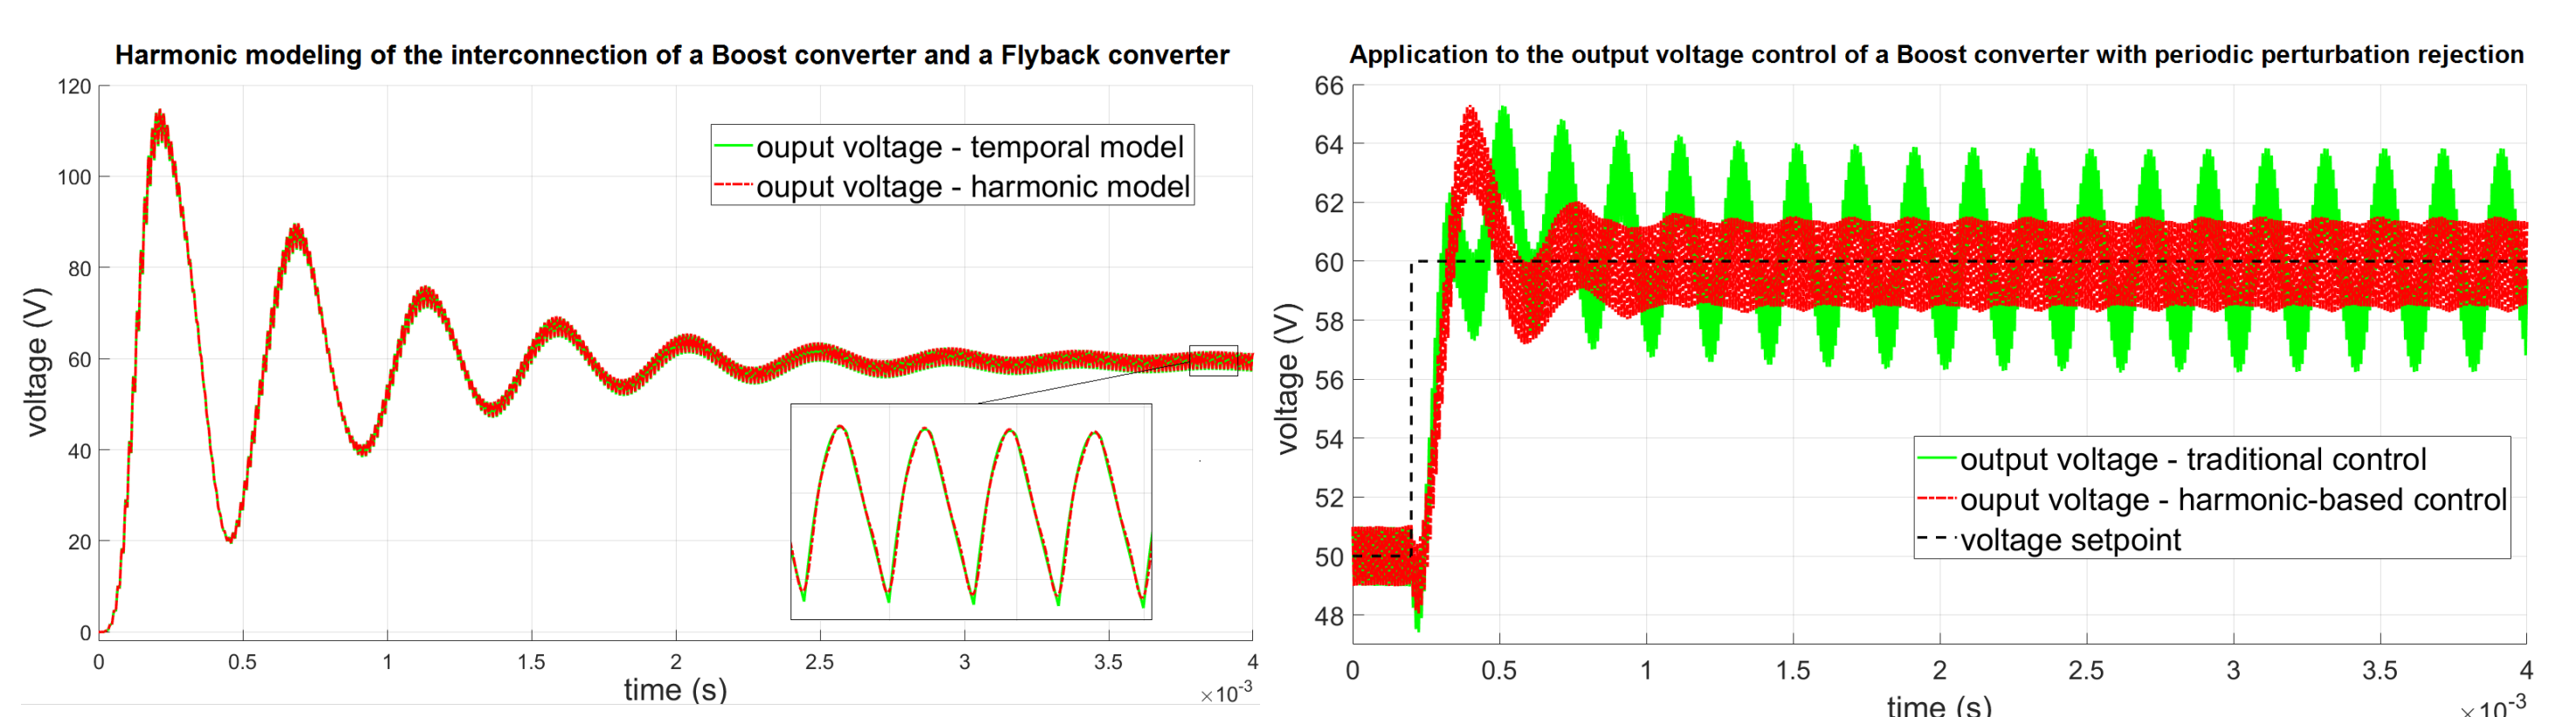 Harmonic modeling of the interconnection of a Boost converter and a Flyback converter
120
100
80
60
40
20
0
voltage (V)
ouput voltage - temporal model
ouput voltage - harmonic model
0 0.5 1 1.5 2 2.5 3 3.5 4
time (s)
×10-3
Application to the output voltage control of a Boost converter with periodic perturbation rejection
66
64
62
60
58
56
54
52
50
48
voltage (V)
output voltage - traditional control
ouput voltage - harmonic-based control
voltage setpoint
0 0.5 1 1.5 2 2.5 3 3.5 4
time (s)
×10-3